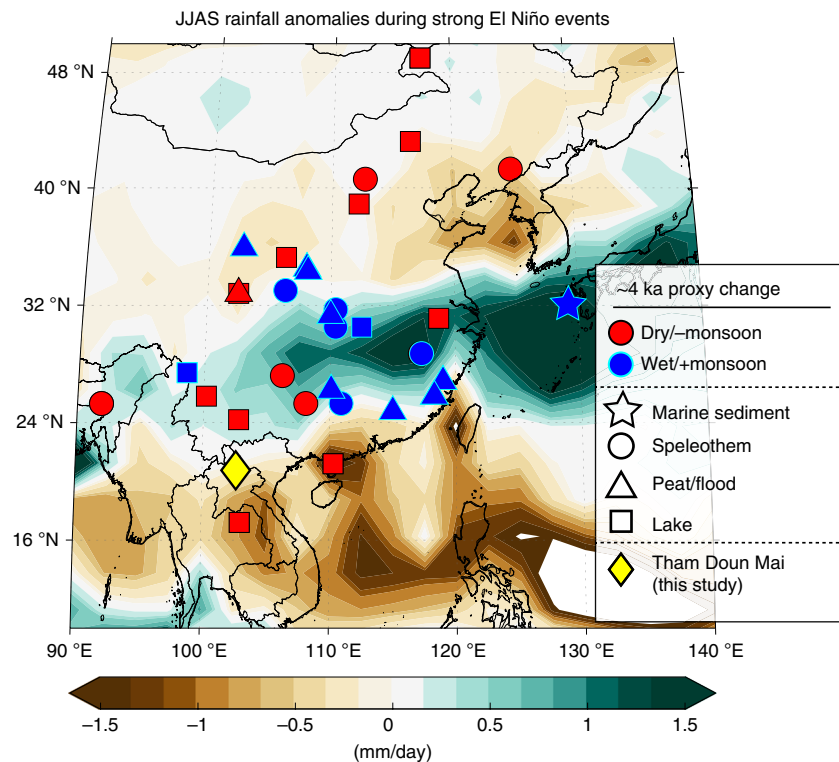 JJAS rainfall anomalies during strong El Niño events
48 °N
40 °N
32 °N
24 °N
16 °N
~4 ka proxy change
Dry/–monsoon
Wet/+monsoon
Marine sediment
Speleothem
Peat/flood
Lake
Tham Doun Mai
(this study)
90 °E 100 °E 110 °E 120 °E 130 °E 140 °E
–1.5 –1 –0.5 0 0.5 1 1.5
(mm/day)